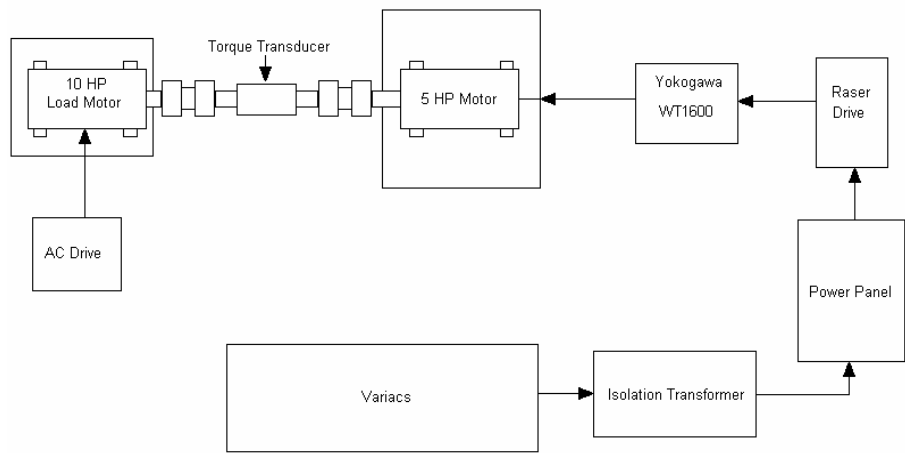 Torque Transducer
10 HP
Load Motor
5 HP Motor
Yokogawa
WT1600
Raser
Drive
AC Drive
Power Panel
Variacs
Isolation Transformer